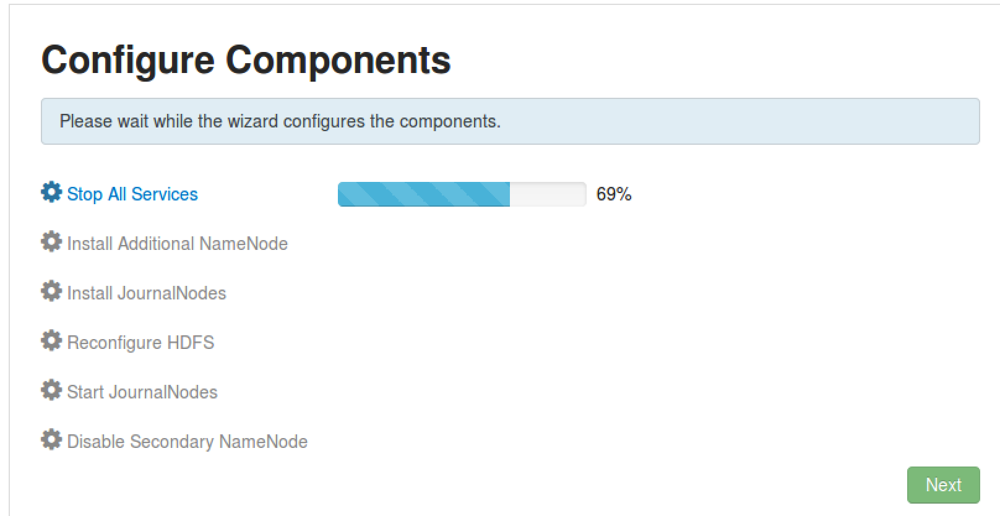 Configure Components
Please wait while the wizard configures the components.
Stop All Services 69%
Install Additional NameNode
Install JournalNodes
Reconfigure HDFS
Start JournalNodes
Disable Secondary NameNode
Next